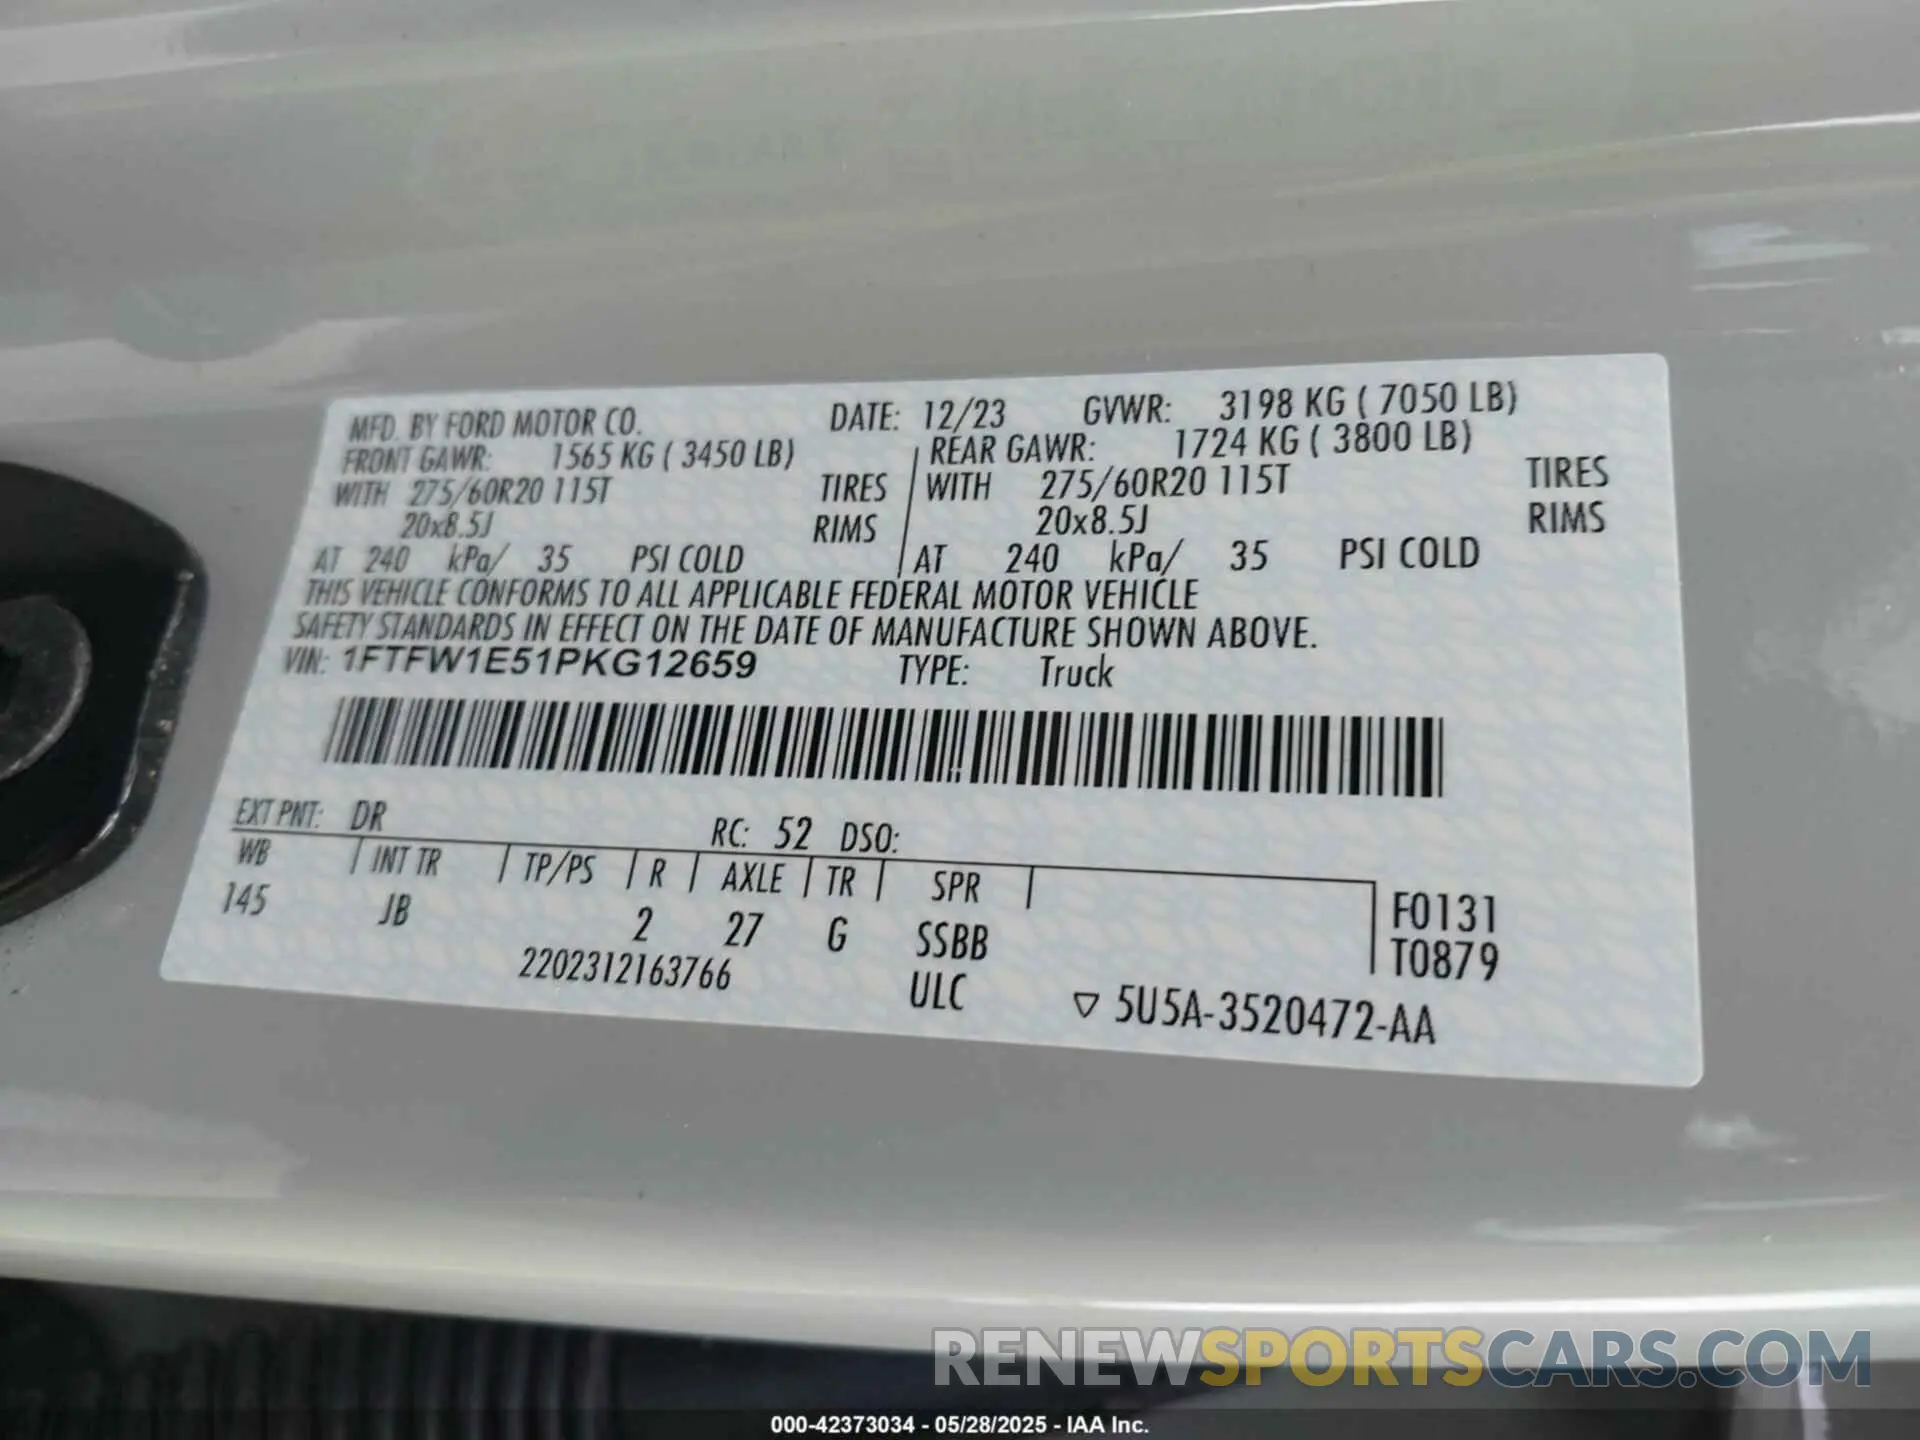 MFD. BY FORD MOTOR CO. DATE: 12/23 GVWR: 3198 KG ( 7050 LB)
FRONT GAWR: 1565 KG ( 3450 LB) REAR GAWR: 1724 KG ( 3800 LB)
WITH 275/60R20 115T TIRES WITH 275/60R20 115T TIRES
20x8.5J RIMS 20x8.5J RIMS
AT 240 kPa/ 35 PSI COLD AT 240 kPa/ 35 PSI COLD
THIS VEHICLE CONFORMS TO ALL APPLICABLE FEDERAL MOTOR VEHICLE
SAFETY STANDARDS IN EFFECT ON THE DATE OF MANUFACTURE SHOWN ABOVE.
VIN: 1FTFW1E51PKG12659 TYPE: Truck
EXT PNT: DR RC: 52 DSO:
WB INT TR TP/PS R AXLE TR SPR
145 JB 2 27 G SSBB F0131
T0879
2202312163766 ULC ▽ 5U5A-3520472-AA
RENEWSPORTSCARS.COM
000-42373034 - 05/28/2025 - IAA Inc.